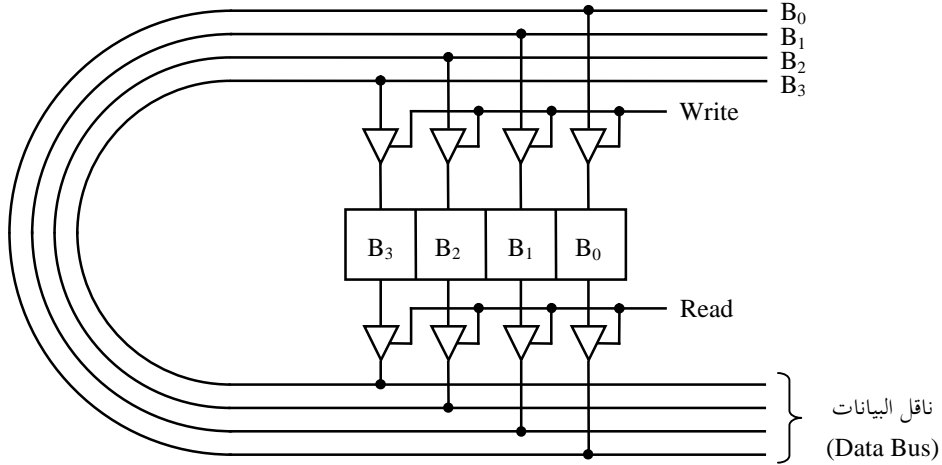 B₀
B₁
B₂
B₃
Write
B₃ B₂ B₁ B₀
Read
ناقل البيانات
(Data Bus)